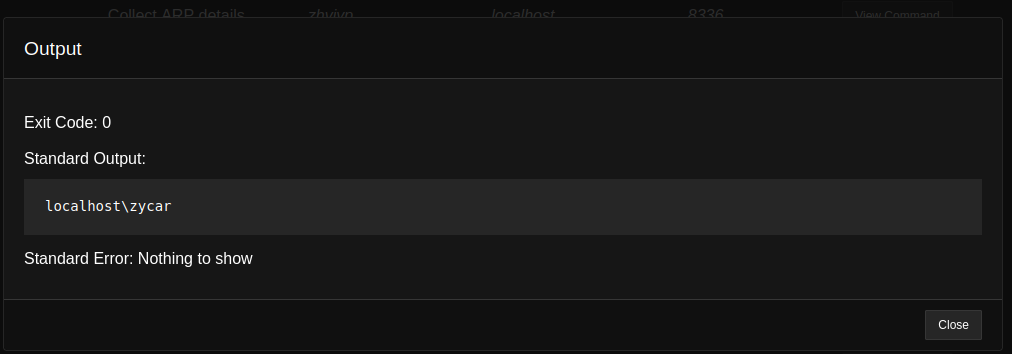 Collect ARP details zhyjyp localhost 8336 View Command
Output
Exit Code: 0
Standard Output:
localhost\zycar
Standard Error: Nothing to show
Close